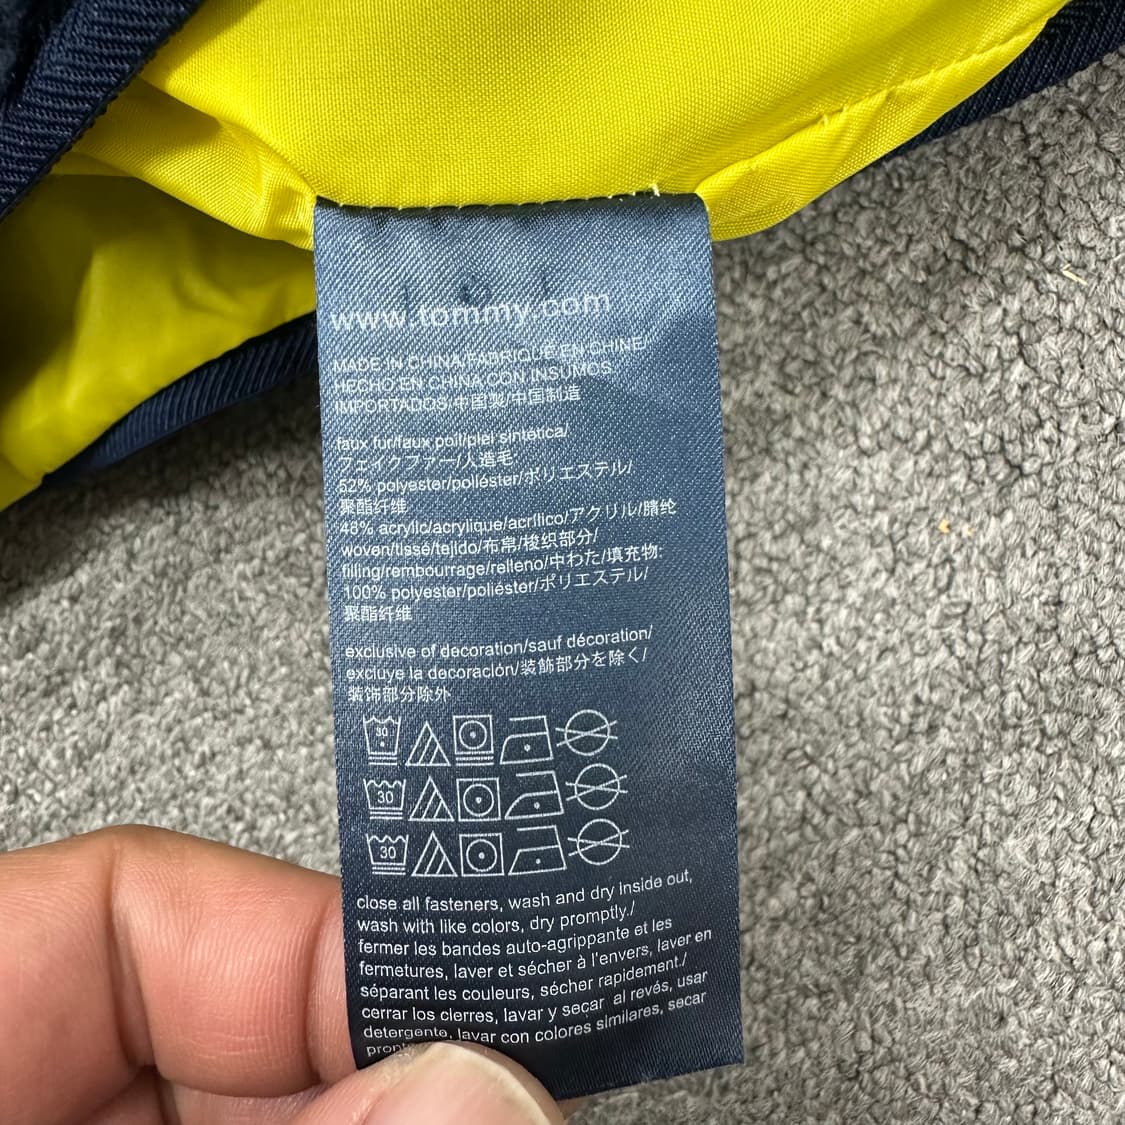 www.tommy.com
MADE IN CHINA/FABRIQUÉ EN CHINE/
HECHO EN CHINA CON INSUMOS
IMPORTADOS/中国製/中国制造
faux fur/faux poil/piel sintética/
フェイクファー/人造毛
52% polyester/poliéster/ポリエステル/
聚酯纤维
48% acrylic/acrylique/acrílico/アクリル/腈纶
woven/tissé/tejido/布帛/梭织部分/
filling/rembourrage/relleno/中わた/填充物:
100% polyester/poliéster/ポリエステル/
聚酯纤维
exclusive of decoration/sauf décoration/
excluye la decoración/装飾部分を除く/
装饰部分除外
30
30
30
close all fasteners, wash and dry inside out,
wash with like colors, dry promptly./
fermer les bandes auto-agrippante et les
fermetures, laver et sécher à l'envers, laver en
séparant les couleurs, sécher rapidement./
cerrar los cierres, lavar y secar al revés, usar
detergente, lavar con colores similares, secar